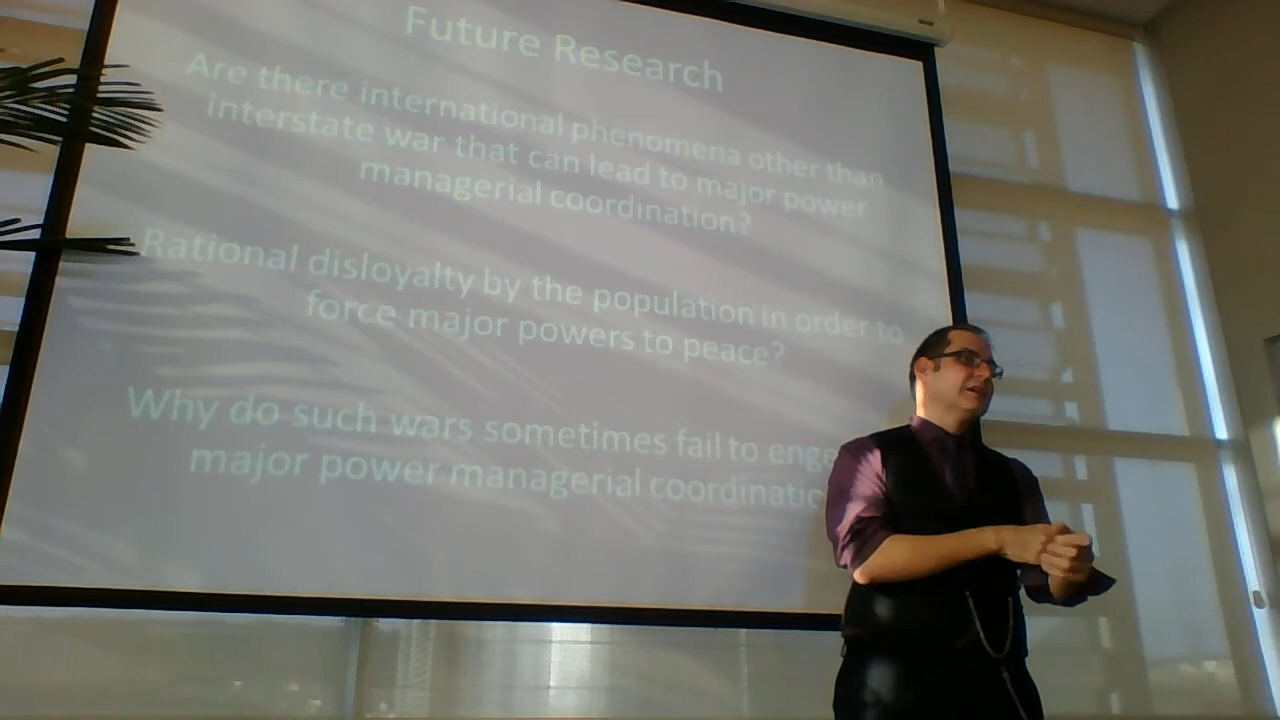 Future Research
Are there international phenomena other than
interstate war that can lead to major power
managerial coordination?
Rational disloyalty by the population in order to
force major powers to peace?
Why do such wars sometimes fail to
major power managerial